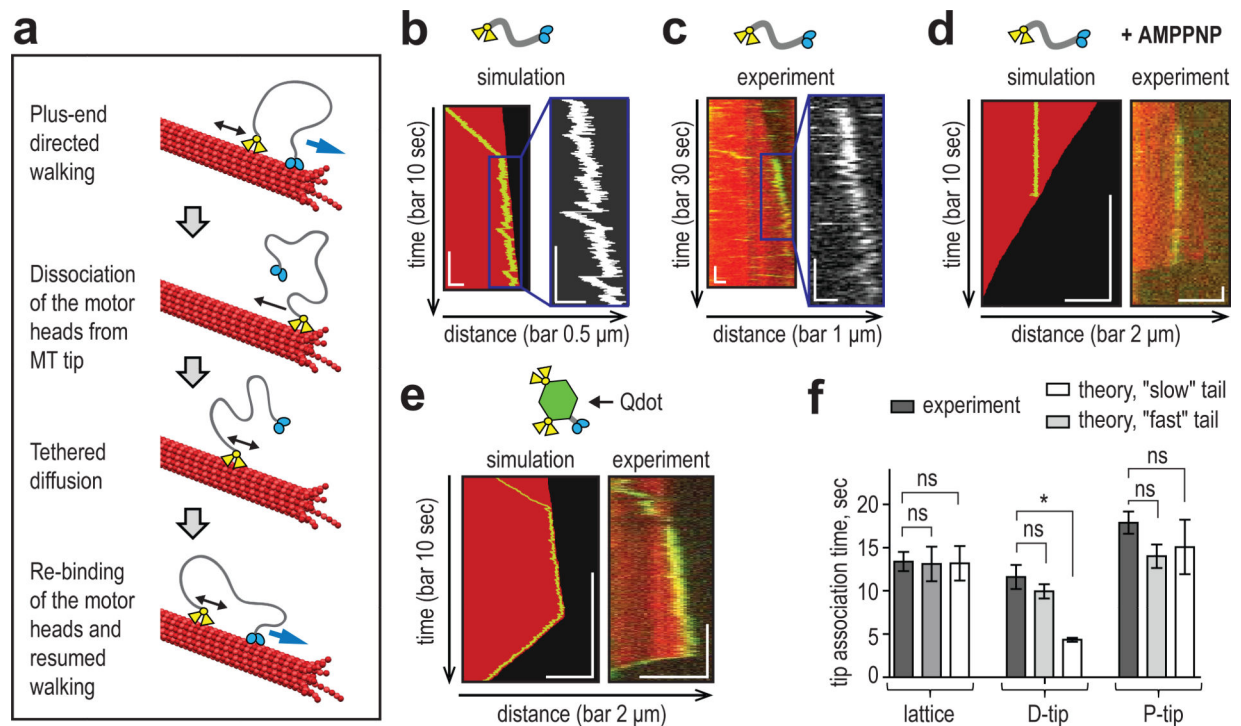 a
Plus-end
directed
walking
Dissociation
of the motor
heads from
MT tip
Tethered
diffusion
Re-binding
of the motor
heads and
resumed
walking
b
simulation
time (bar 10 sec)
distance (bar 0.5 µm)
c
experiment
time (bar 30 sec)
distance (bar 1 µm)
d
+ AMPPNP
simulation
experiment
time (bar 10 sec)
distance (bar 2 µm)
e
Qdot
simulation
experiment
time (bar 10 sec)
distance (bar 2 µm)
f
experiment
theory, "slow" tail
theory, "fast" tail
tip association time, sec
20
15
10
5
0
ns
ns
*
ns
ns
ns
lattice
D-tip
P-tip